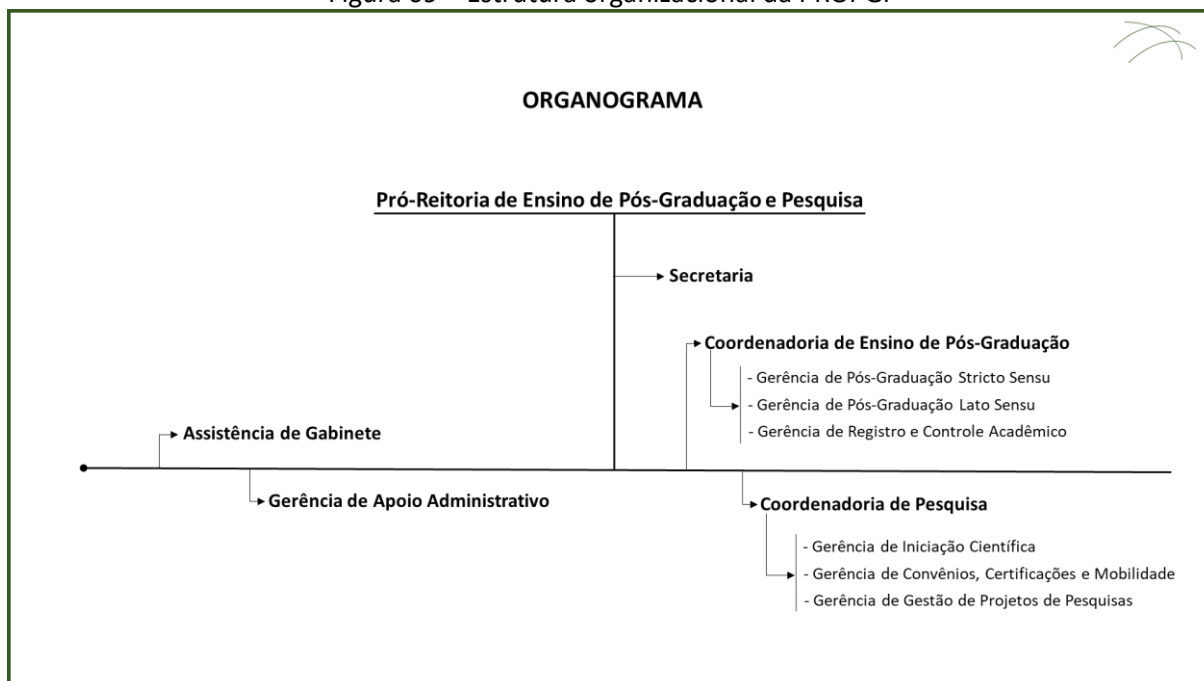 ORGANOGRAMA
Pró-Reitoria de Ensino de Pós-Graduação e Pesquisa
Secretaria
Coordenadoria de Ensino de Pós-Graduação
- Gerência de Pós-Graduação Stricto Sensu
- Gerência de Pós-Graduação Lato Sensu
- Gerência de Registro e Controle Acadêmico
Assistência de Gabinete
Gerência de Apoio Administrativo
Coordenadoria de Pesquisa
- Gerência de Iniciação Científica
- Gerência de Convênios, Certificações e Mobilidade
- Gerência de Gestão de Projetos de Pesquisas